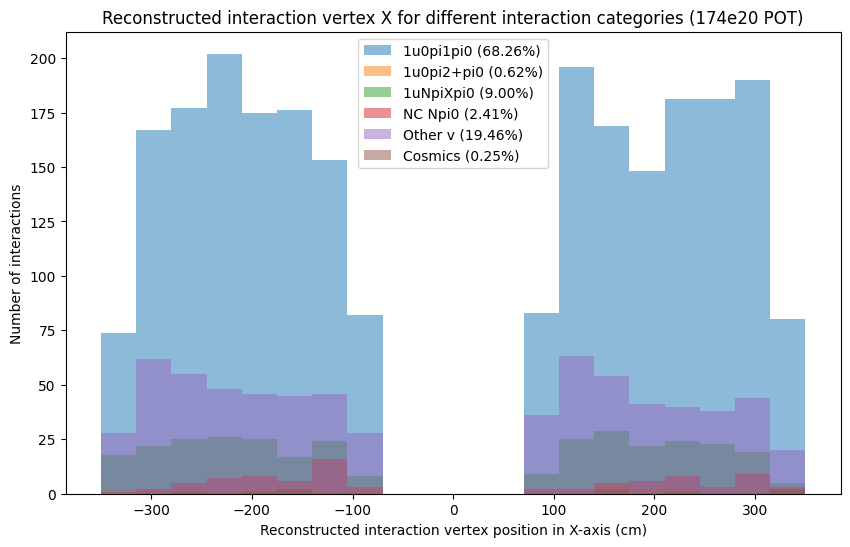 Reconstructed interaction vertex X for different interaction categories (174e20 POT)
1u0pi1pi0 (68.26%)
1u0pi2+pi0 (0.62%)
1uNpiXpi0 (9.00%)
NC Npi0 (2.41%)
Other v (19.46%)
Cosmics (0.25%)
Number of interactions
200
175
150
125
100
75
50
25
0
−300
−200
−100
0
100
200
300
Reconstructed interaction vertex position in X-axis (cm)